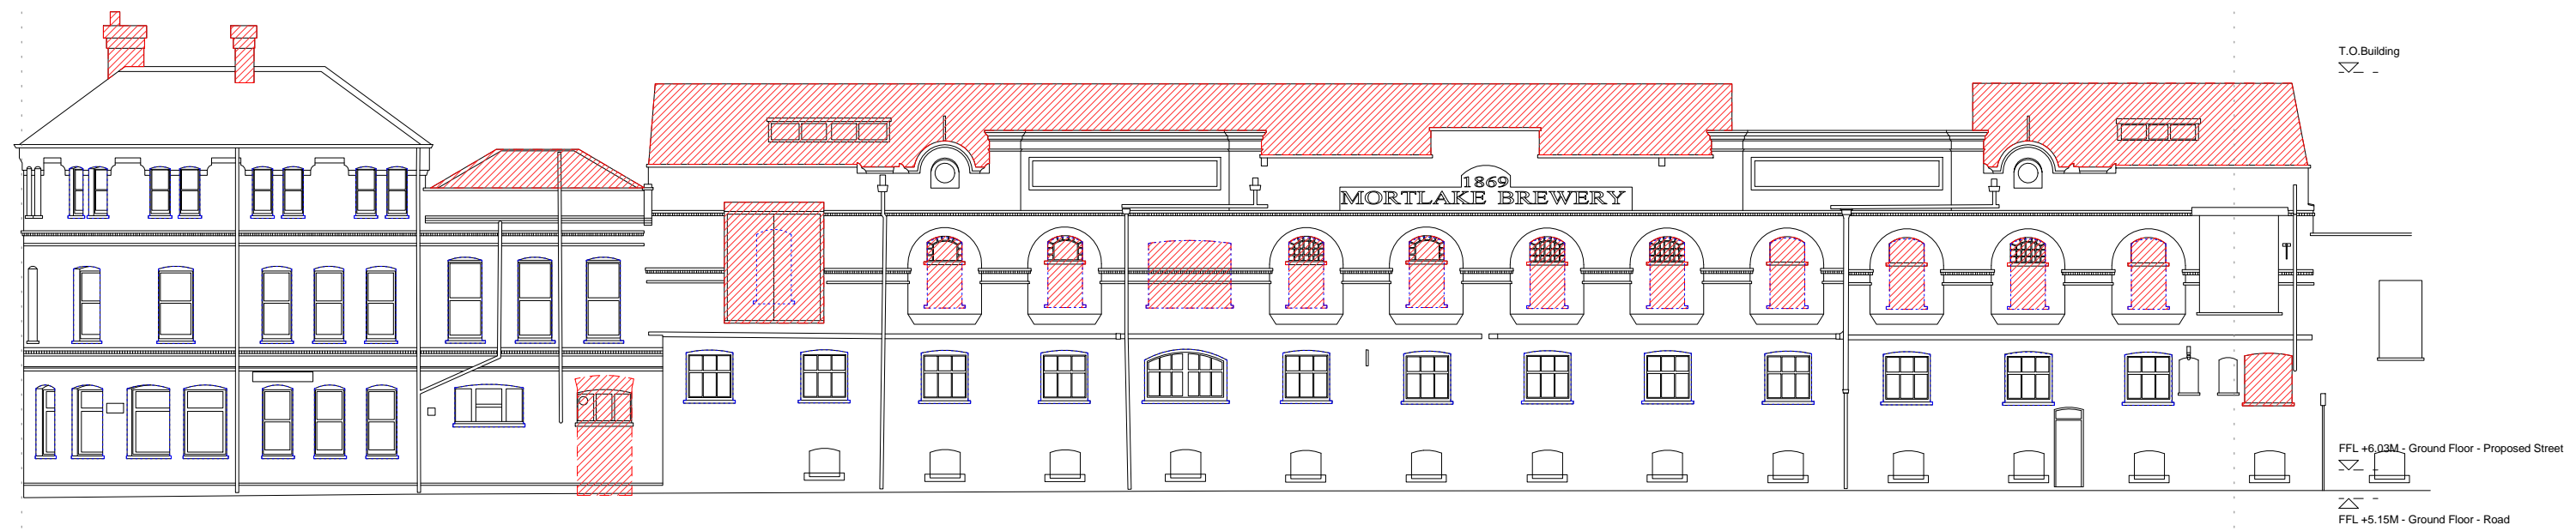 T.O.Building
1869
MORTLAKE BREWERY
FFL +6.03M - Ground Floor - Proposed Street
FFL +5.15M - Ground Floor - Road